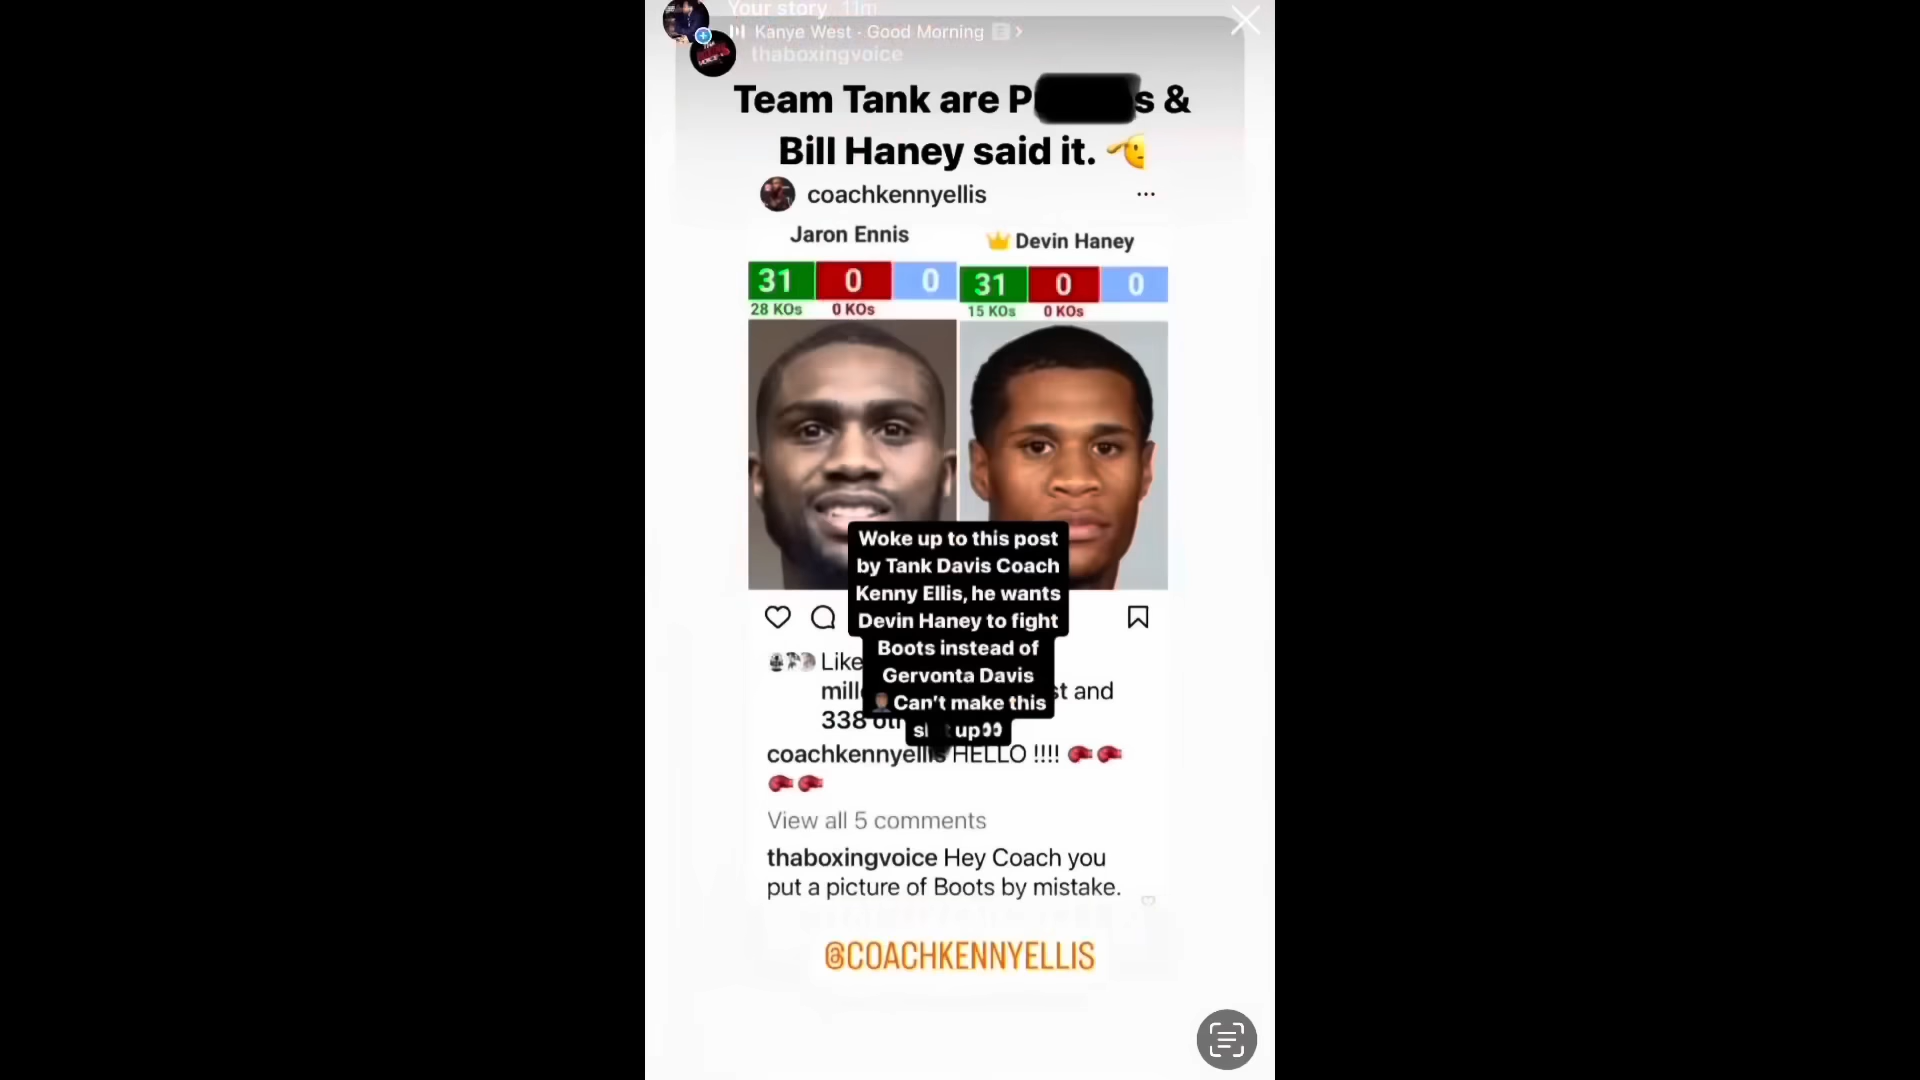 Your story 11m
Kanye West · Good Morning E >
thaboxingvoice
Team Tank are P s &
Bill Haney said it.
coachkennyellis
Jaron Ennis
Devin Haney
31 0 0
31 0 0
28 KOs 0 KOs
15 KOs 0 KOs
Woke up to this post
by Tank Davis Coach
Kenny Ellis, he wants
Devin Haney to fight
Boots instead of
Gervonta Davis
Can't make this
up
Like
and
338
coachkennyellis HELLO !!!!
View all 5 comments
thaboxingvoice Hey Coach you
put a picture of Boots by mistake.
@COACHKENNYELLIS